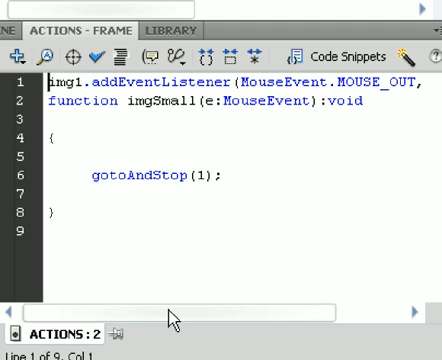 NE ACTIONS - FRAME LIBRARY
Code Snippets
1 img1.addEventListener(MouseEvent.MOUSE_OUT,
2 function imgSmall(e:MouseEvent):void
3
4 {
5
6 gotoAndStop(1);
7
8 }
9
ACTIONS:2
Line 1 of 9, Col 1